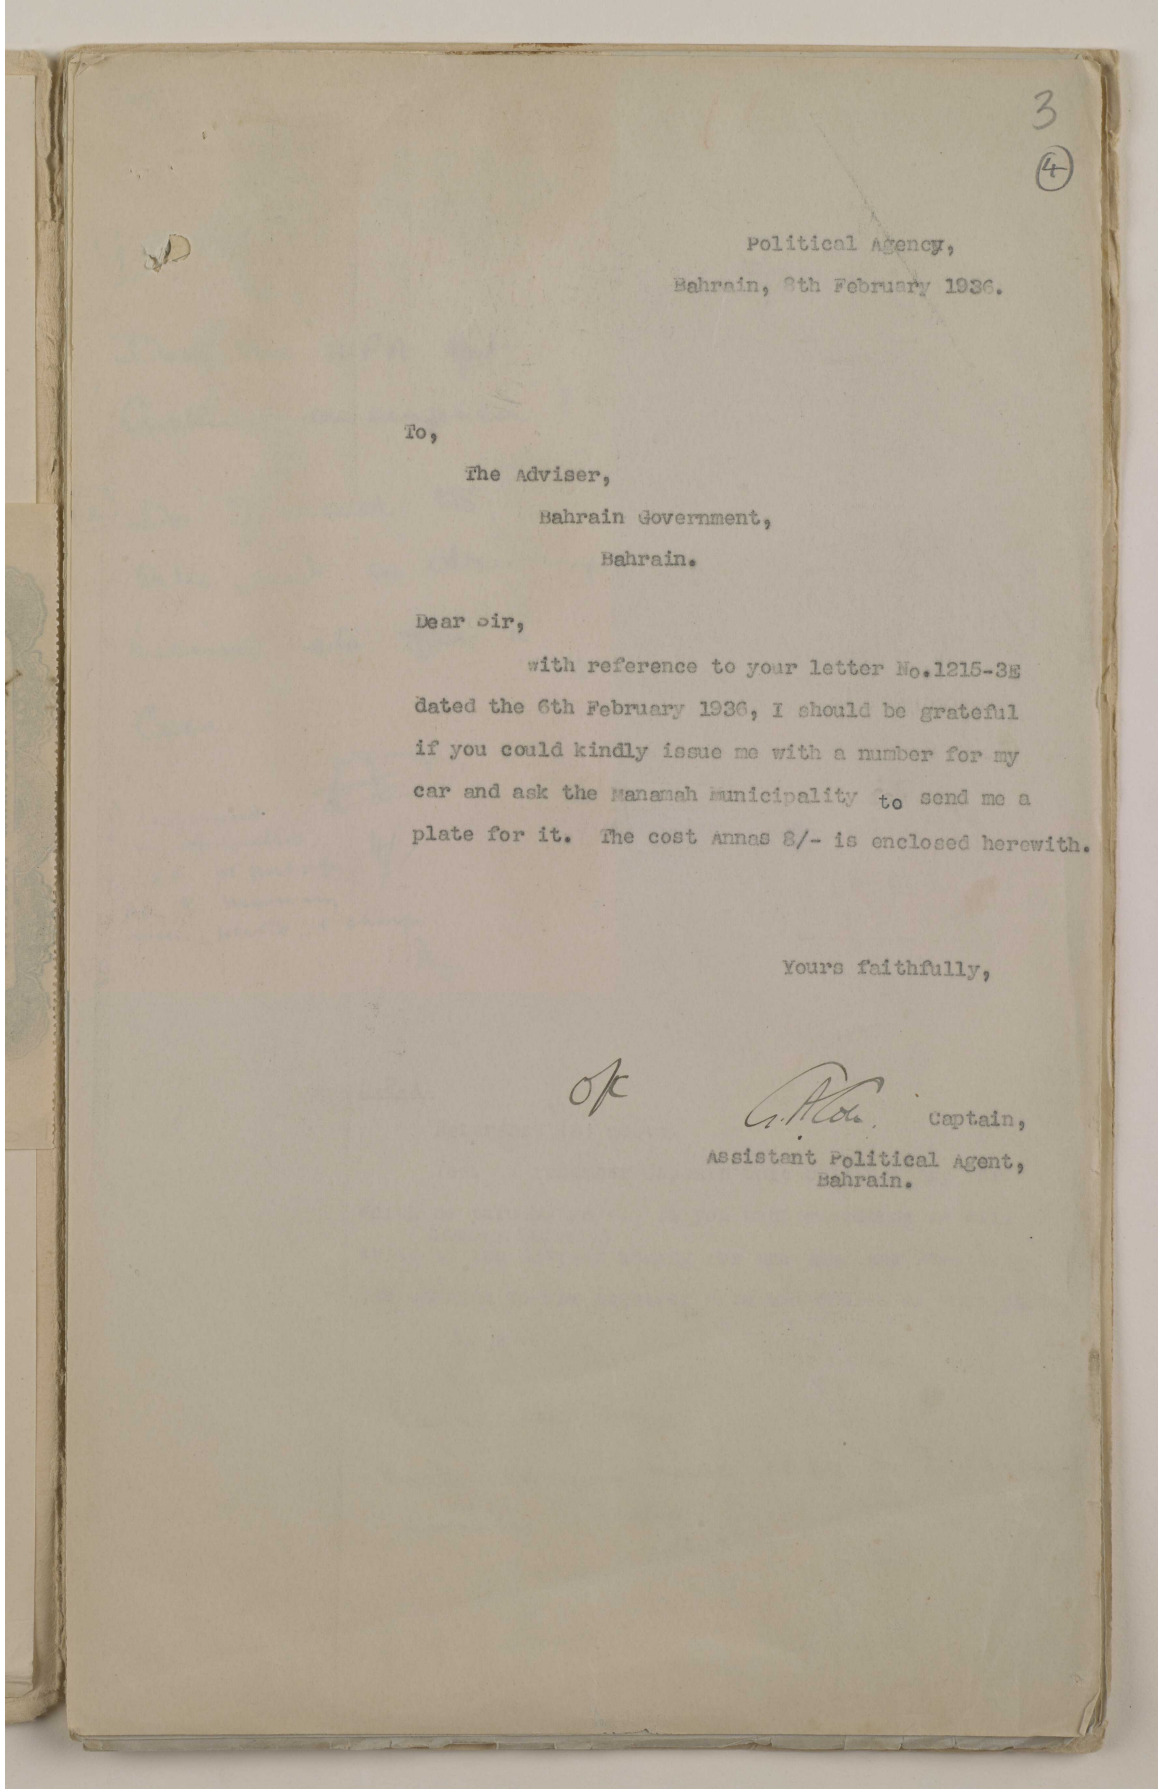 3
4
Political Agency,
Bahrain, 8th February 1936.
To,
The Adviser,
Bahrain Government,
Bahrain.
Dear Sir,
With reference to your letter No.1215-3E
dated the 6th February 1936, I should be grateful
if you could kindly issue me with a number for my
car and ask the Manamah Municipality to send me a
plate for it. The cost Annas 8/- is enclosed herewith.
Yours faithfully,
o/c
Captain,
Assistant Political Agent,
Bahrain.